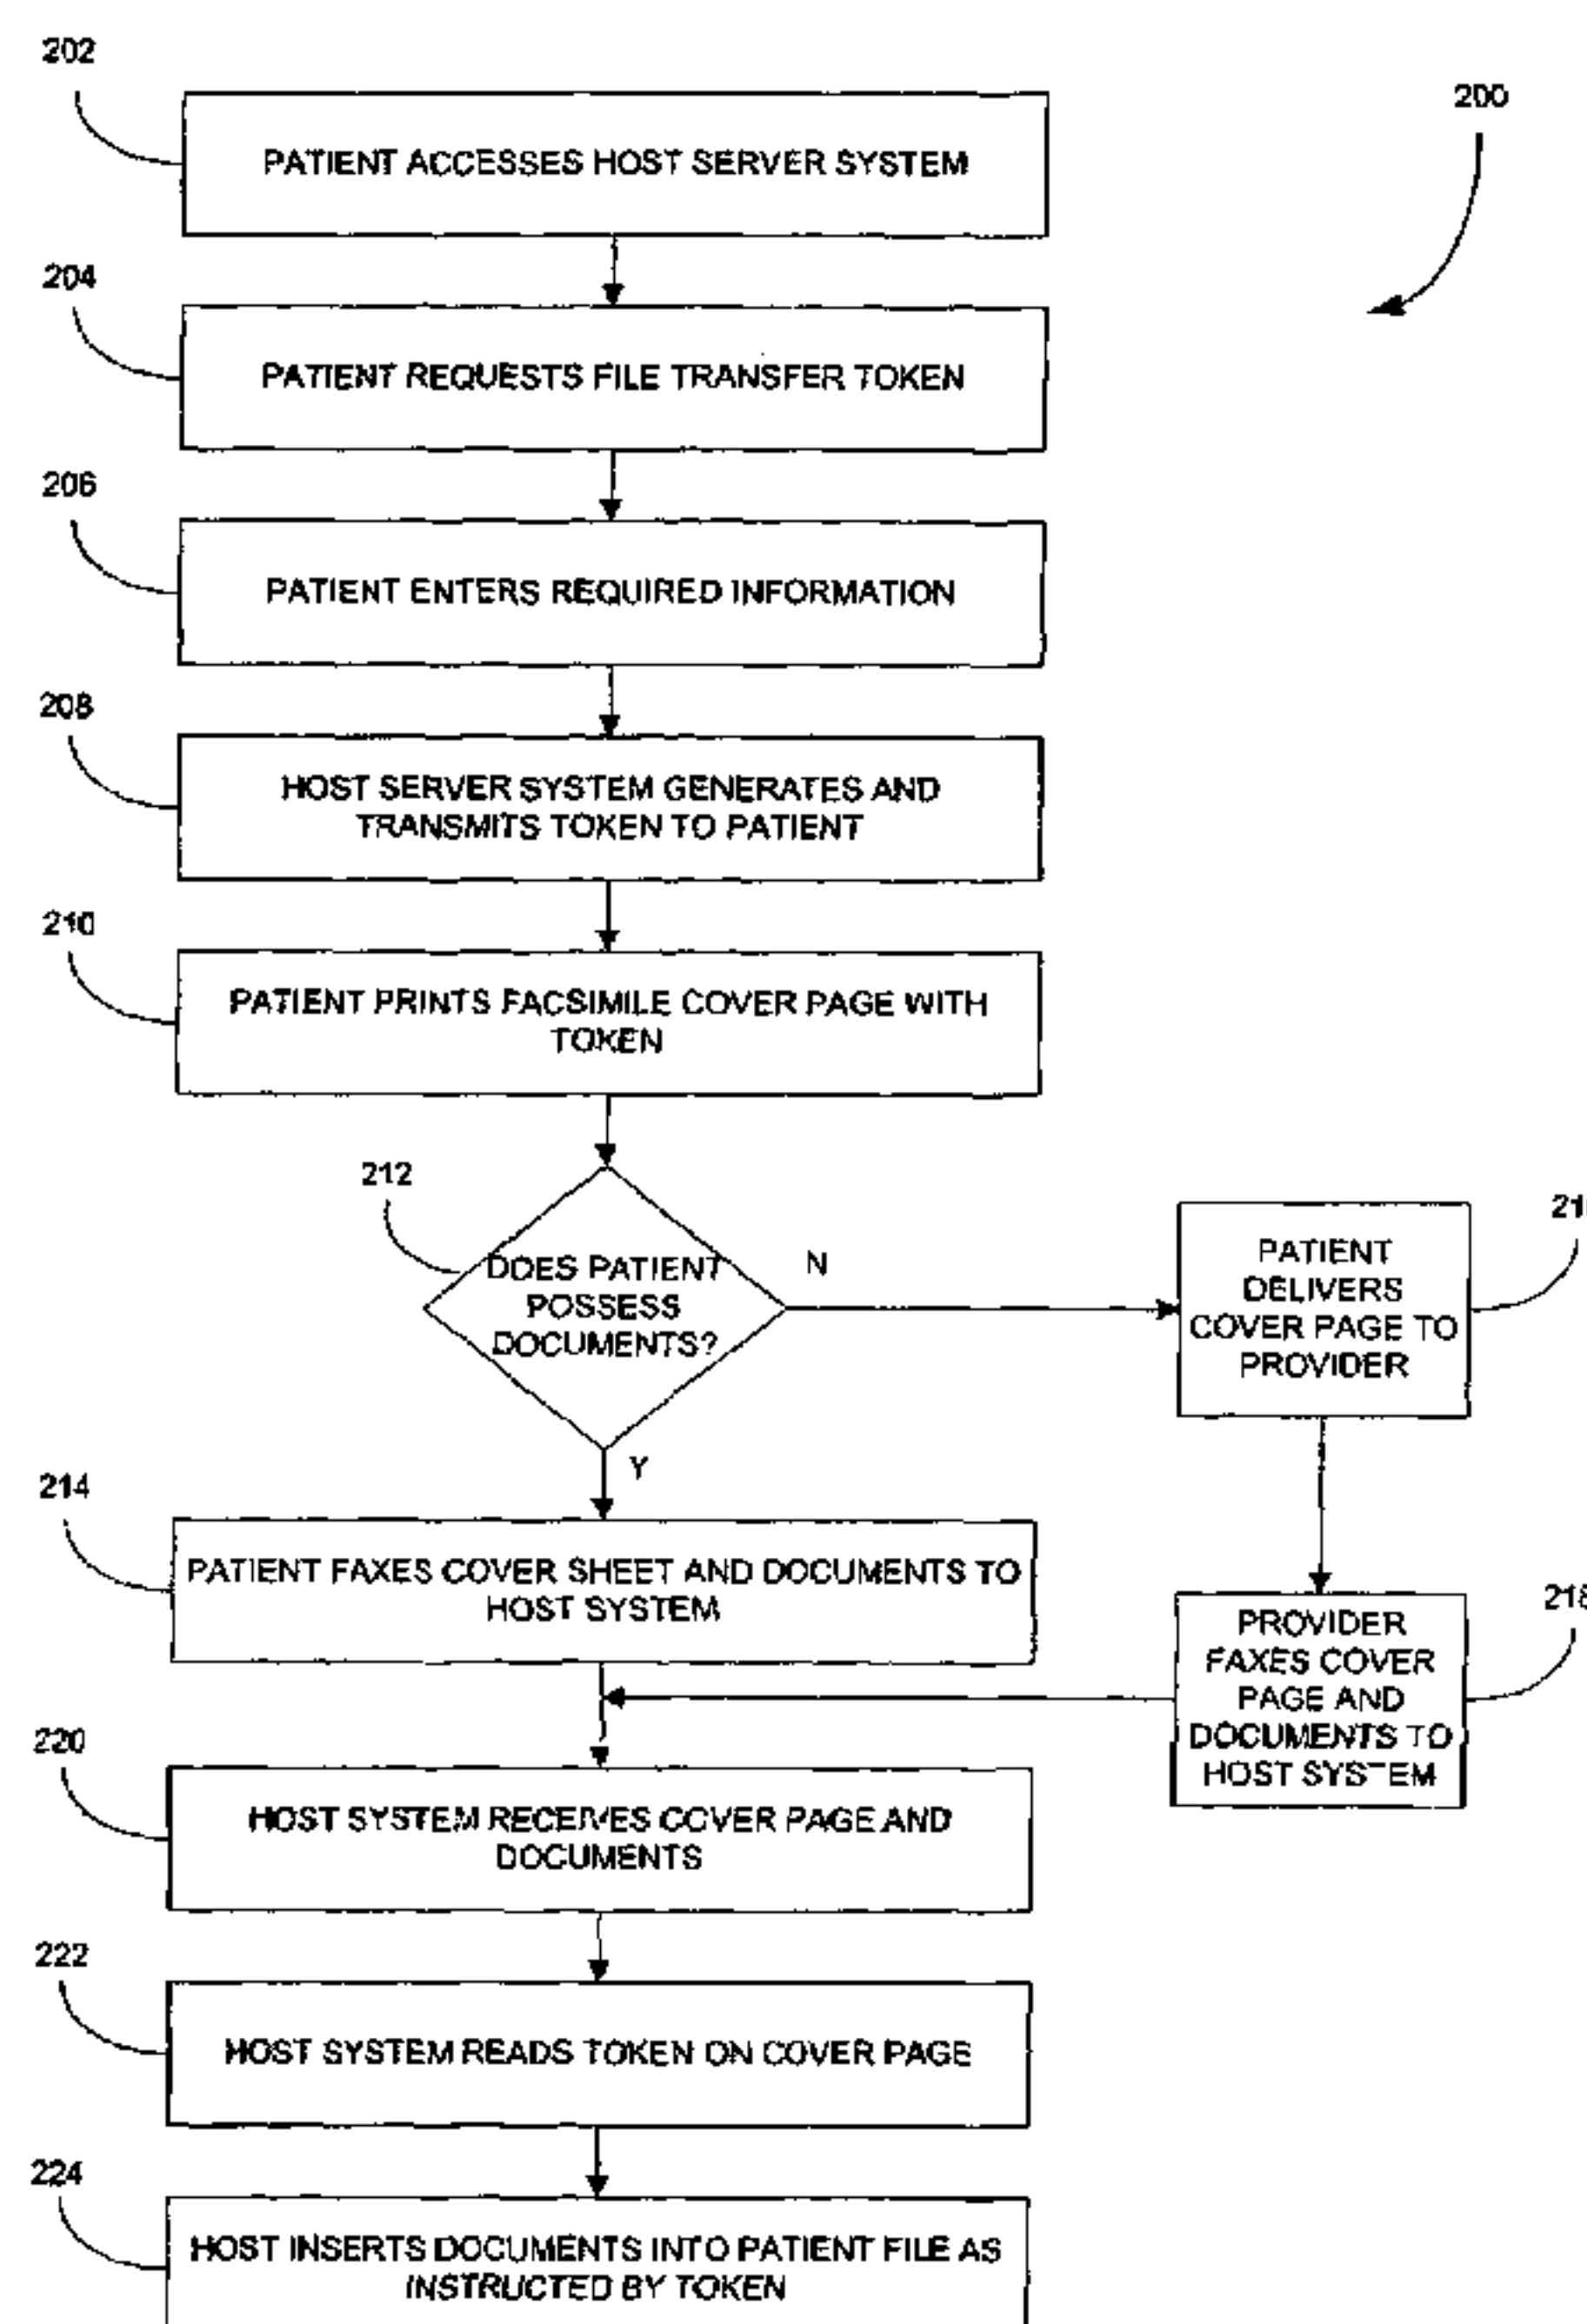 202
200
PATIENT ACCESSES HOST SERVER SYSTEM
204
PATIENT REQUESTS FILE TRANSFER TOKEN
206
PATIENT ENTERS REQUIRED INFORMATION
208
HOST SERVER SYSTEM GENERATES AND
TRANSMITS TOKEN TO PATIENT
210
PATIENT PRINTS FACSIMILE COVER PAGE WITH
TOKEN
212
DOES PATIENT
POSSESS
DOCUMENTS?
N
PATIENT
DELIVERS
COVER PAGE TO
PROVIDER
Y
214
PATIENT FAXES COVER SHEET AND DOCUMENTS TO
HOST SYSTEM
218
PROVIDER
FAXES COVER
PAGE AND
DOCUMENTS TO
HOST SYSTEM
220
HOST SYSTEM RECEIVES COVER PAGE AND
DOCUMENTS
222
HOST SYSTEM READS TOKEN ON COVER PAGE
224
HOST INSERTS DOCUMENTS INTO PATIENT FILE AS
INSTRUCTED BY TOKEN